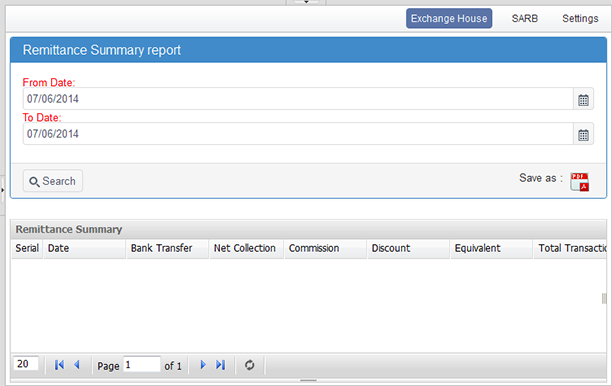 Exchange House SARB Settings
Remittance Summary report
From Date:
07/06/2014
To Date:
07/06/2014
Search Save as : PDF
Remittance Summary
Serial Date Bank Transfer Net Collection Commission Discount Equivalent Total Transactio
20 Page 1 of 1